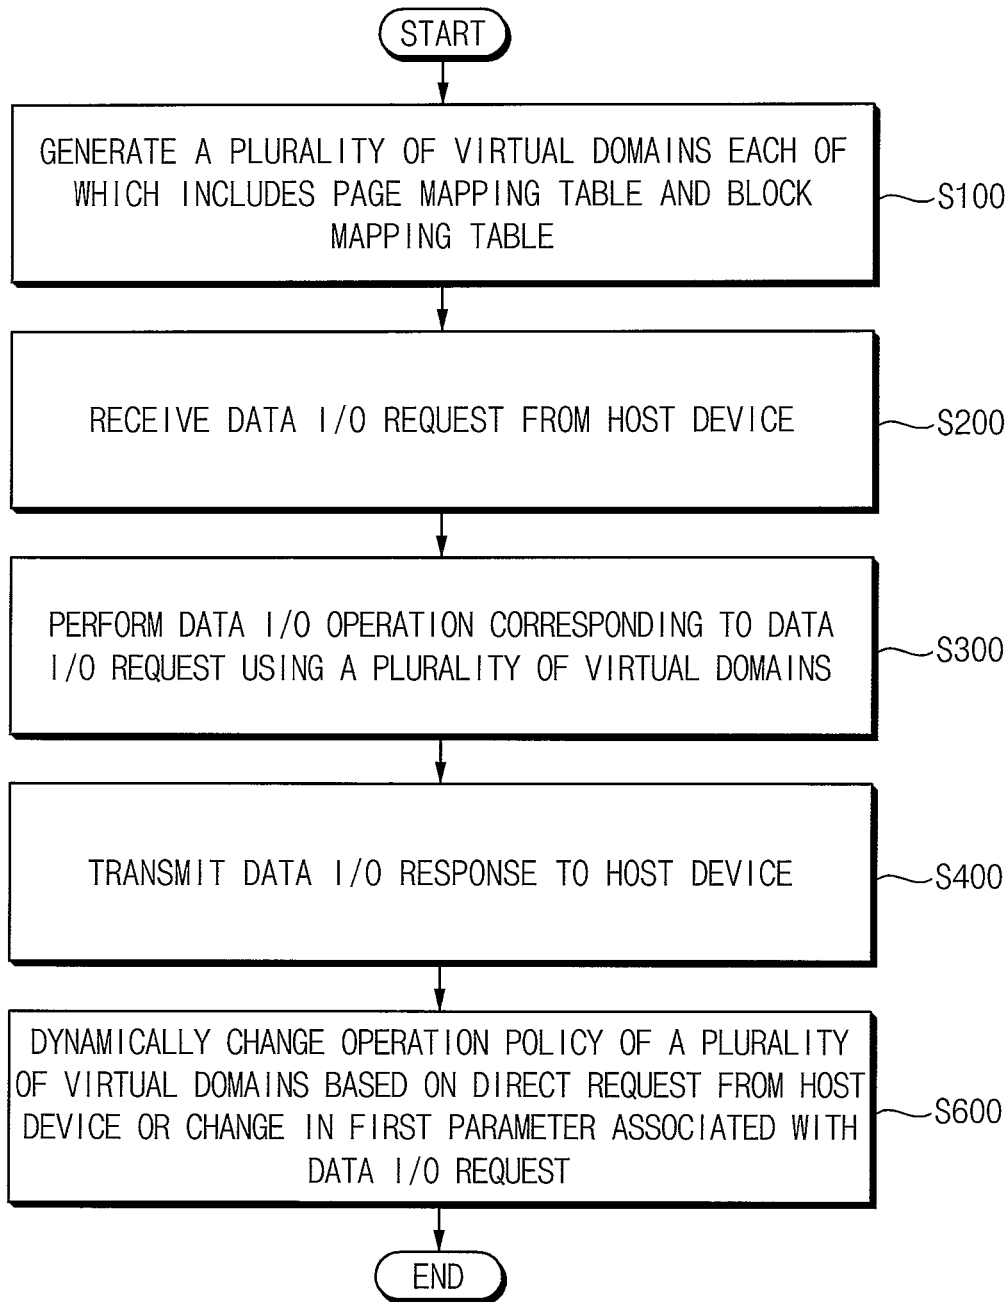 START
GENERATE A PLURALITY OF VIRTUAL DOMAINS EACH OF
WHICH INCLUDES PAGE MAPPING TABLE AND BLOCK
MAPPING TABLE
S100
RECEIVE DATA I/O REQUEST FROM HOST DEVICE
S200
PERFORM DATA I/O OPERATION CORRESPONDING TO DATA
I/O REQUEST USING A PLURALITY OF VIRTUAL DOMAINS
S300
TRANSMIT DATA I/O RESPONSE TO HOST DEVICE
S400
DYNAMICALLY CHANGE OPERATION POLICY OF A PLURALITY
OF VIRTUAL DOMAINS BASED ON DIRECT REQUEST FROM HOST
DEVICE OR CHANGE IN FIRST PARAMETER ASSOCIATED WITH
DATA I/O REQUEST
S600
END